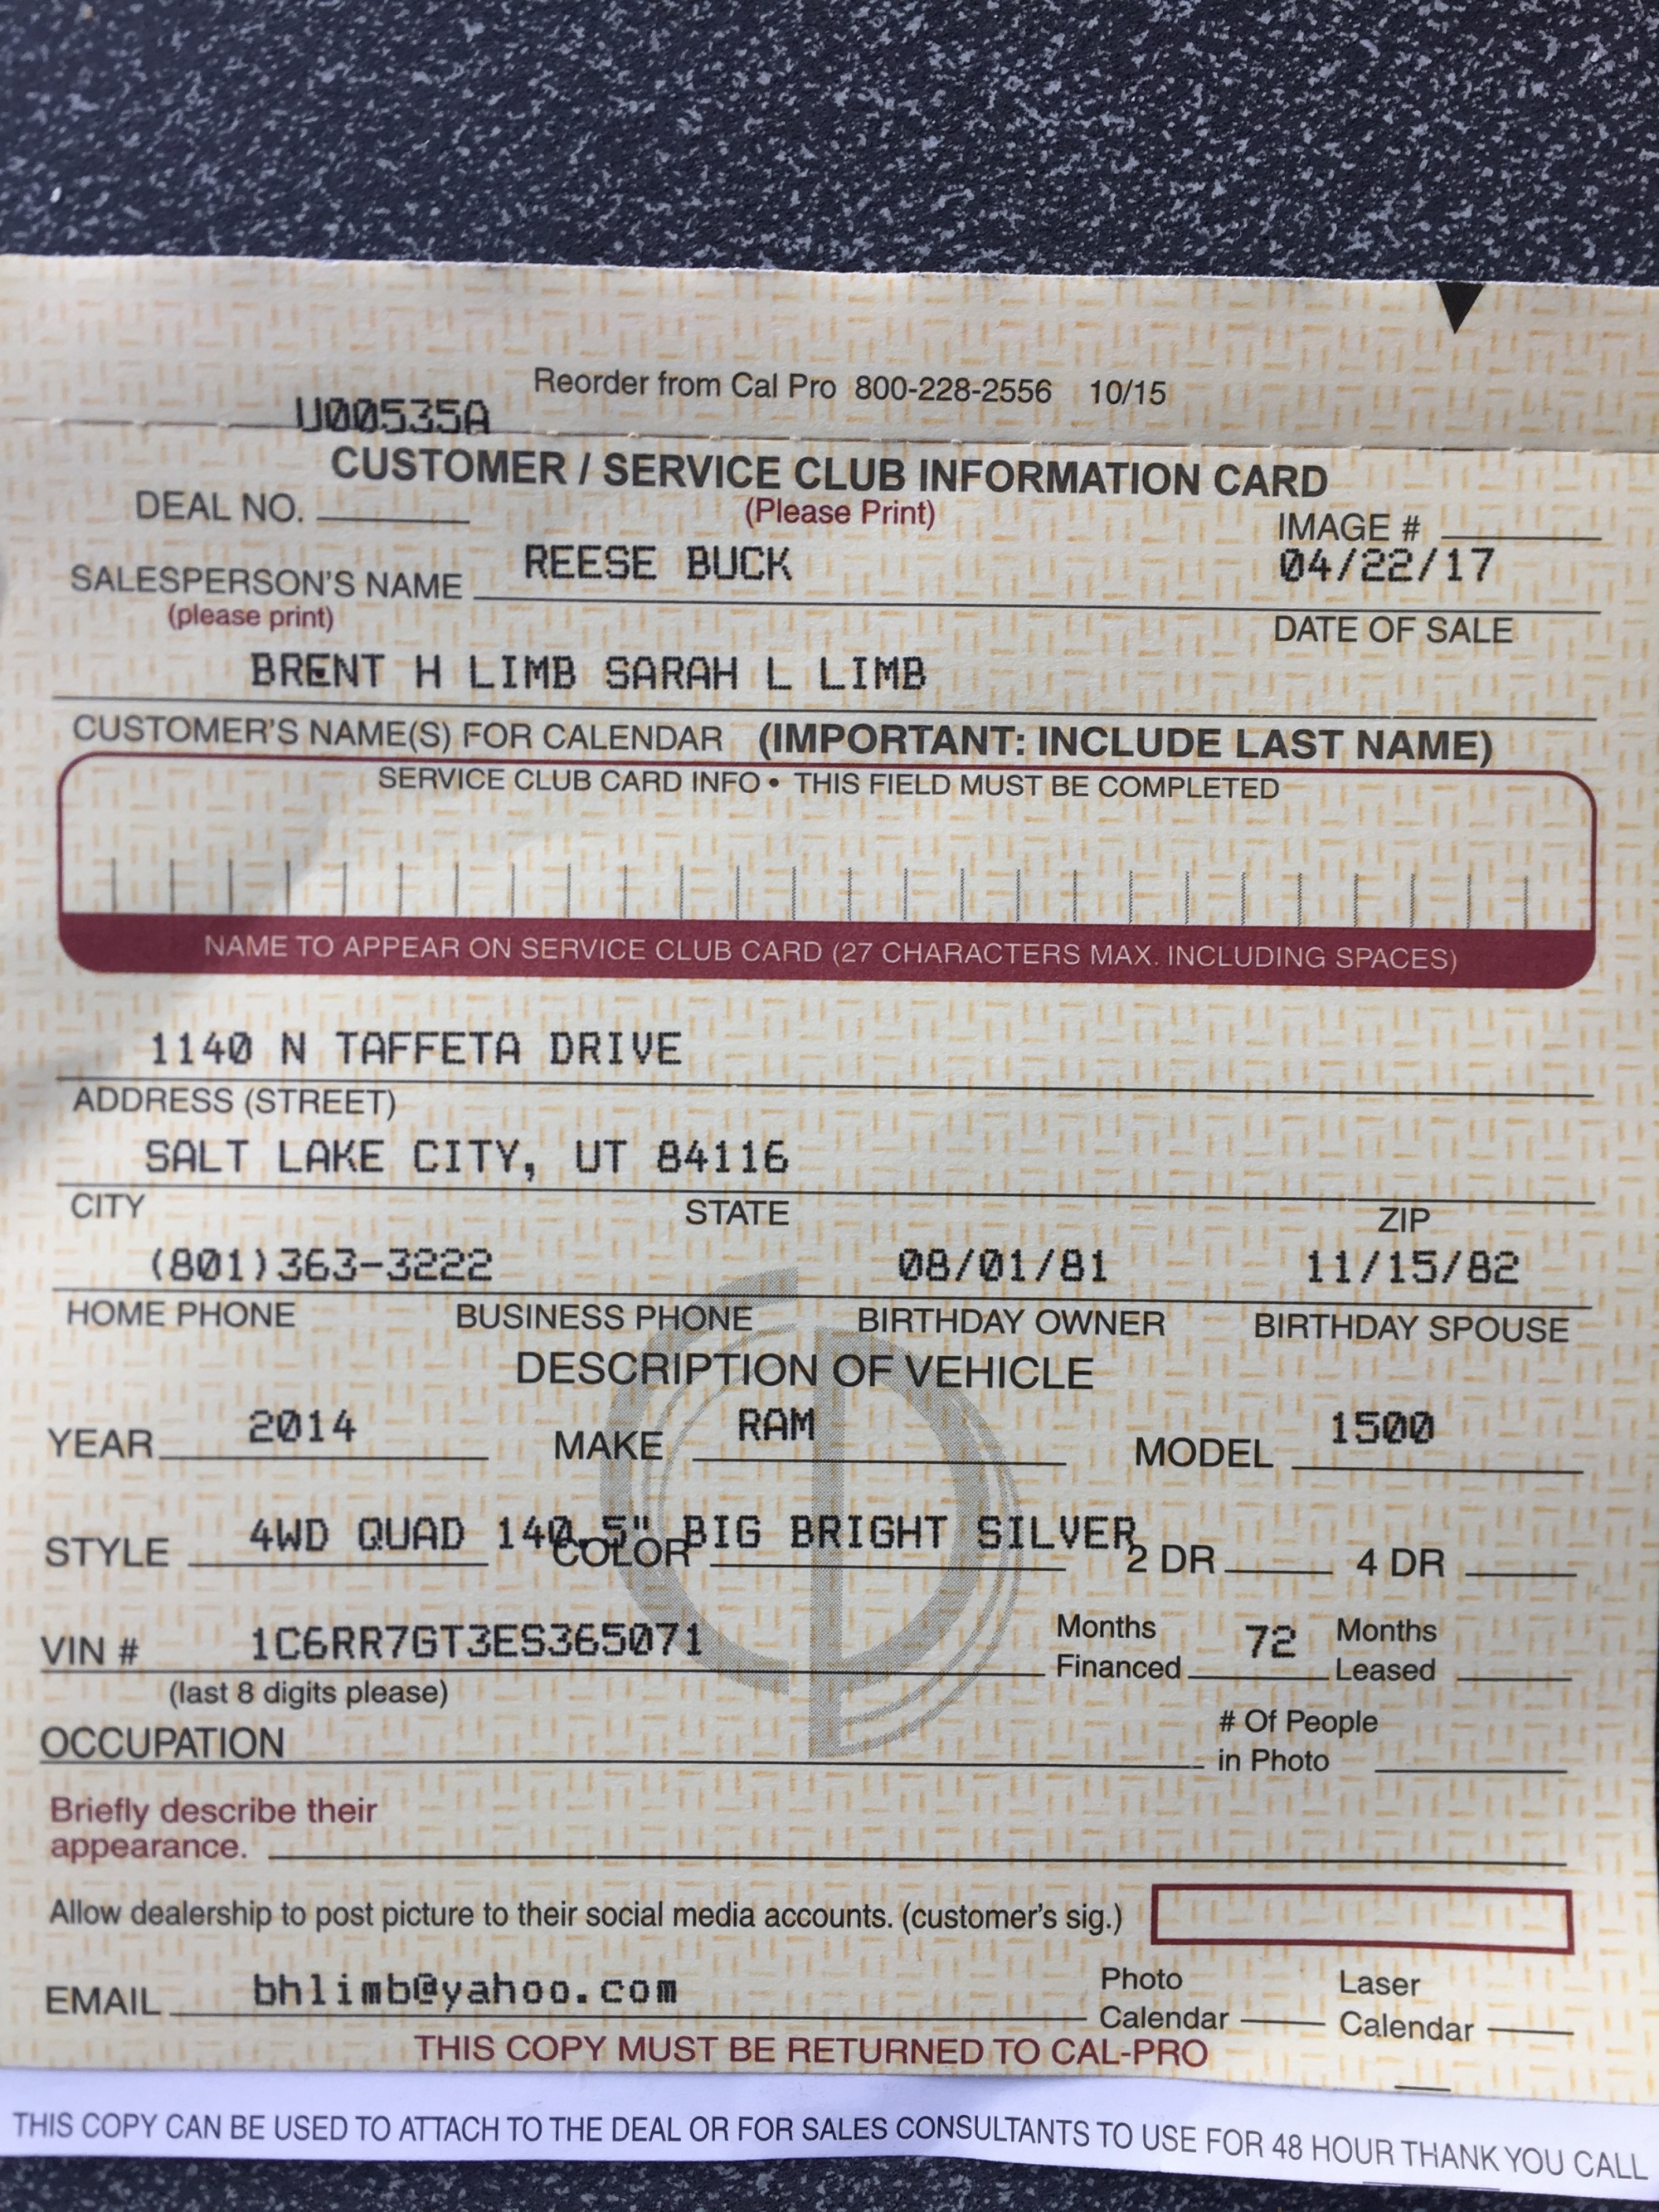 Reorder from Cal Pro 800-228-2556 10/15
U00535A
CUSTOMER / SERVICE CLUB INFORMATION CARD
DEAL NO. (Please Print) IMAGE #
SALESPERSON'S NAME REESE BUCK 04/22/17
(please print) DATE OF SALE
BRENT H LIMB SARAH L LIMB
CUSTOMER'S NAME(S) FOR CALENDAR (IMPORTANT: INCLUDE LAST NAME)
SERVICE CLUB CARD INFO • THIS FIELD MUST BE COMPLETED
NAME TO APPEAR ON SERVICE CLUB CARD (27 CHARACTERS MAX. INCLUDING SPACES)
1140 N TAFFETA DRIVE
ADDRESS (STREET)
SALT LAKE CITY, UT 84116
CITY STATE ZIP
(801)363-3222 08/01/81 11/15/82
HOME PHONE BUSINESS PHONE BIRTHDAY OWNER BIRTHDAY SPOUSE
DESCRIPTION OF VEHICLE
YEAR 2014 MAKE RAM MODEL 1500
4WD QUAD 140.5" BIG BRIGHT SILVER
STYLE COLOR 2 DR 4 DR
VIN # 1C6RR7GT3ES365071 Months Financed 72 Months Leased
(last 8 digits please)
OCCUPATION # Of People in Photo
Briefly describe their
appearance.
Allow dealership to post picture to their social media accounts. (customer's sig.)
EMAIL bhlimb@yahoo.com Photo Calendar Laser Calendar
THIS COPY MUST BE RETURNED TO CAL-PRO
THIS COPY CAN BE USED TO ATTACH TO THE DEAL OR FOR SALES CONSULTANTS TO USE FOR 48 HOUR THANK YOU CALL